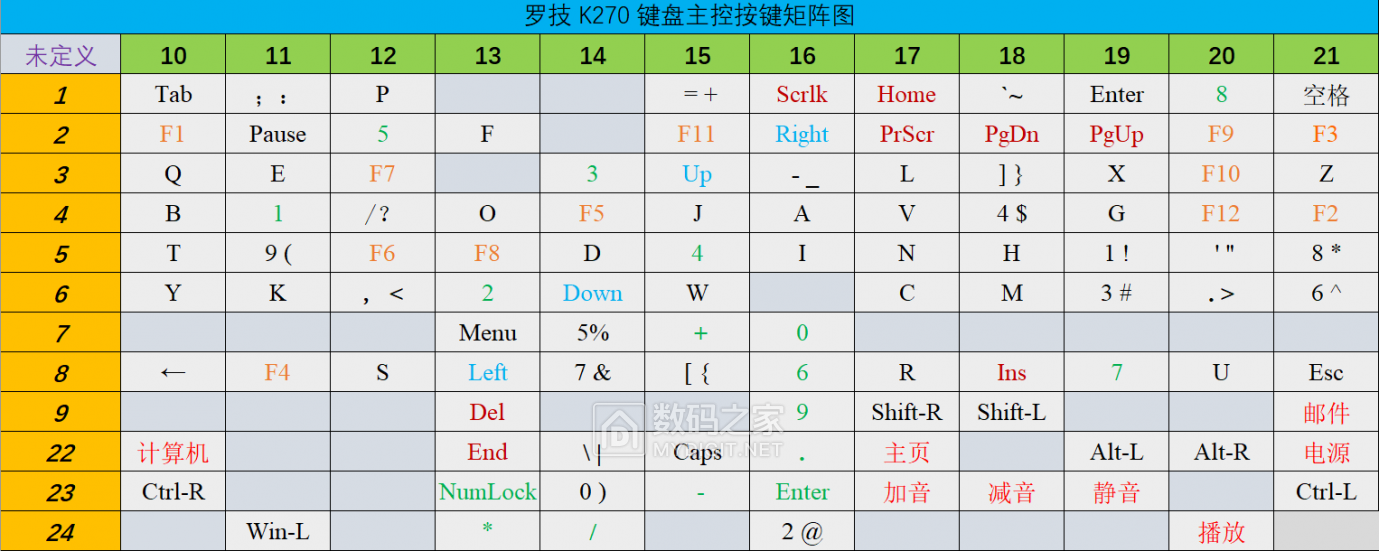 罗技 K270 键盘主控按键矩阵图
未定义 10 11 12 13 14 15 16 17 18 19 20 21
1 Tab ；： P = + Scrlk Home `~ Enter 8 空格
2 F1 Pause 5 F F11 Right PrScr PgDn PgUp F9 F3
3 Q E F7 3 Up - _ L ] } X F10 Z
4 B 1 /？ O F5 J A V 4 $ G F12 F2
5 T 9 ( F6 F8 D 4 I N H 1 ! ' " 8 *
6 Y K ，< 2 Down W C M 3 # .> 6 ^
7 Menu 5% + 0
8 ← F4 S Left 7 & [ { 6 R Ins 7 U Esc
9 Del 9 Shift-R Shift-L 邮件
22 计算机 End \ | Caps . 主页 Alt-L Alt-R 电源
23 Ctrl-R NumLock 0 ) - Enter 加音 减音 静音 Ctrl-L
24 Win-L * / 2 @ 播放
数码之家
MYDIGIT.NET